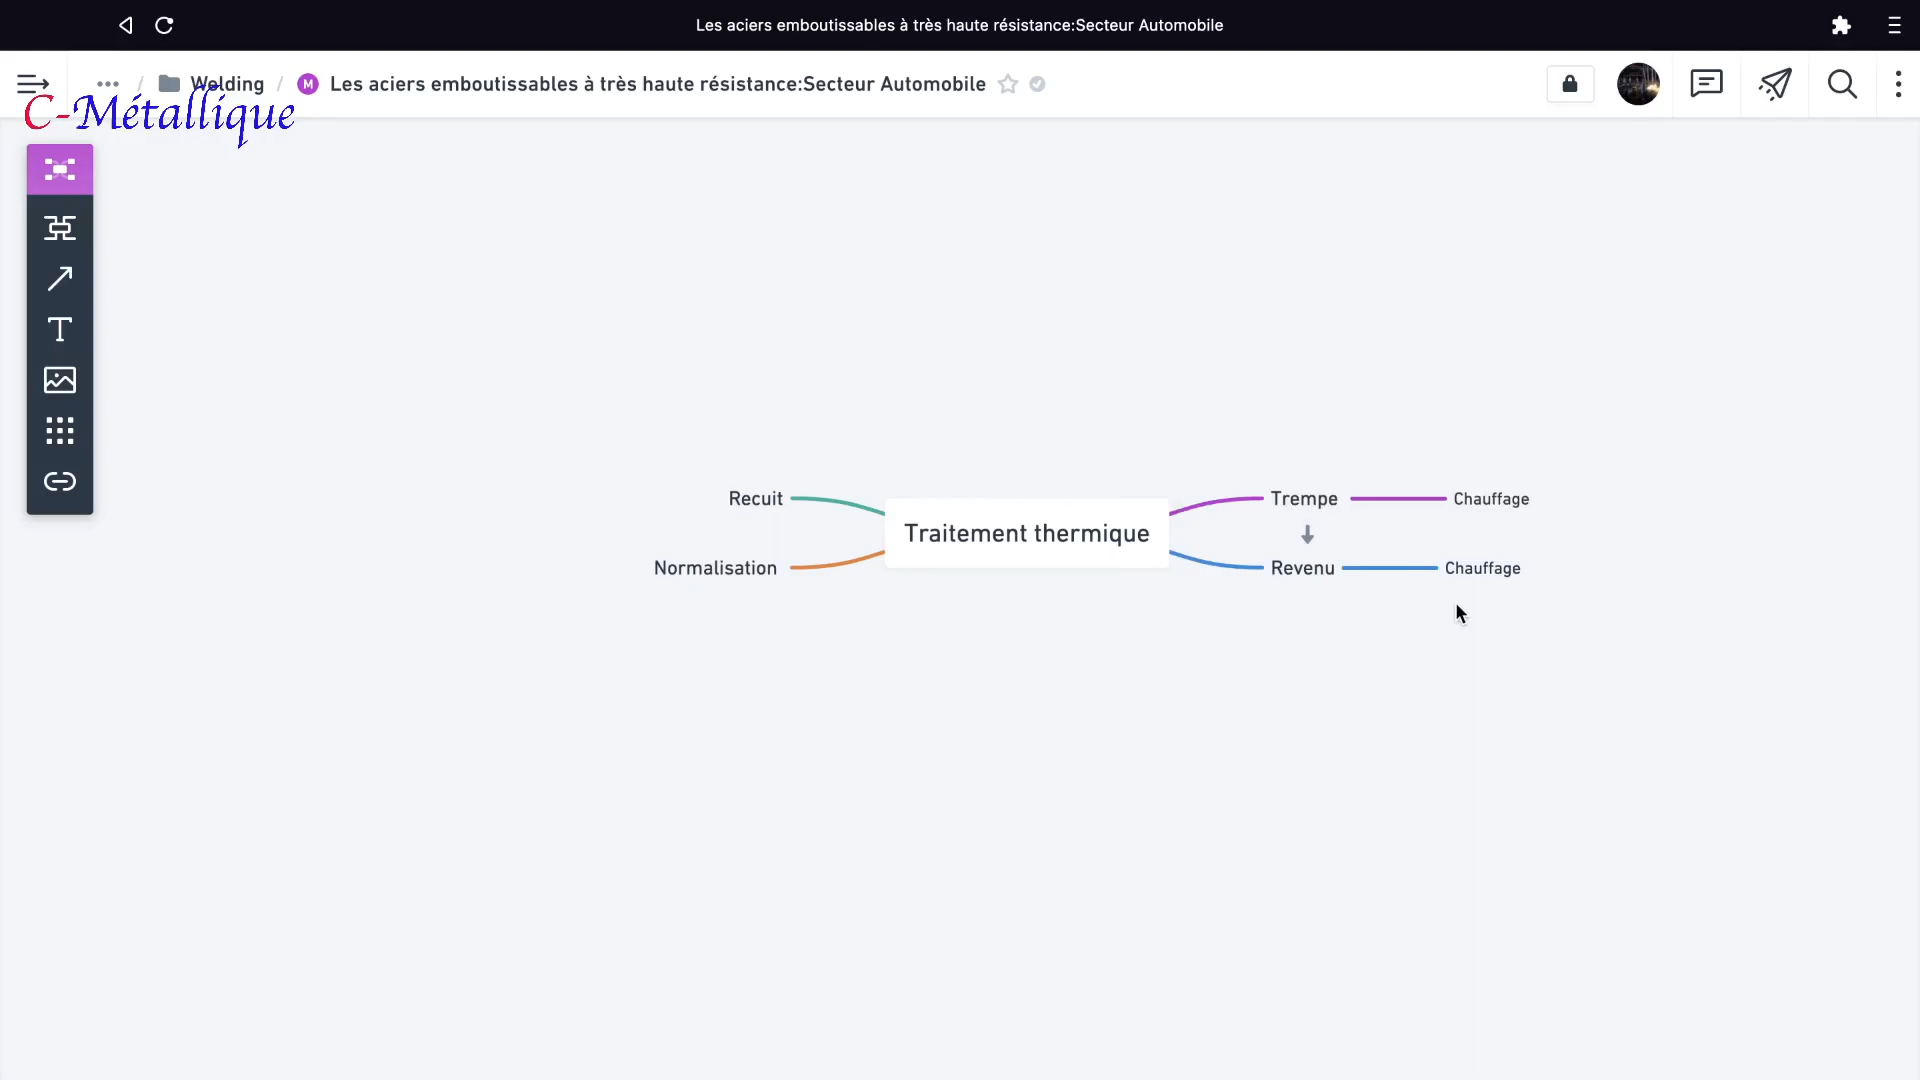 Les aciers emboutissables à très haute résistance:Secteur Automobile
Welding / M Les aciers emboutissables à très haute résistance:Secteur Automobile
C-Métallique
Recuit
Traitement thermique
Trempe
Chauffage
Normalisation
Revenu
Chauffage